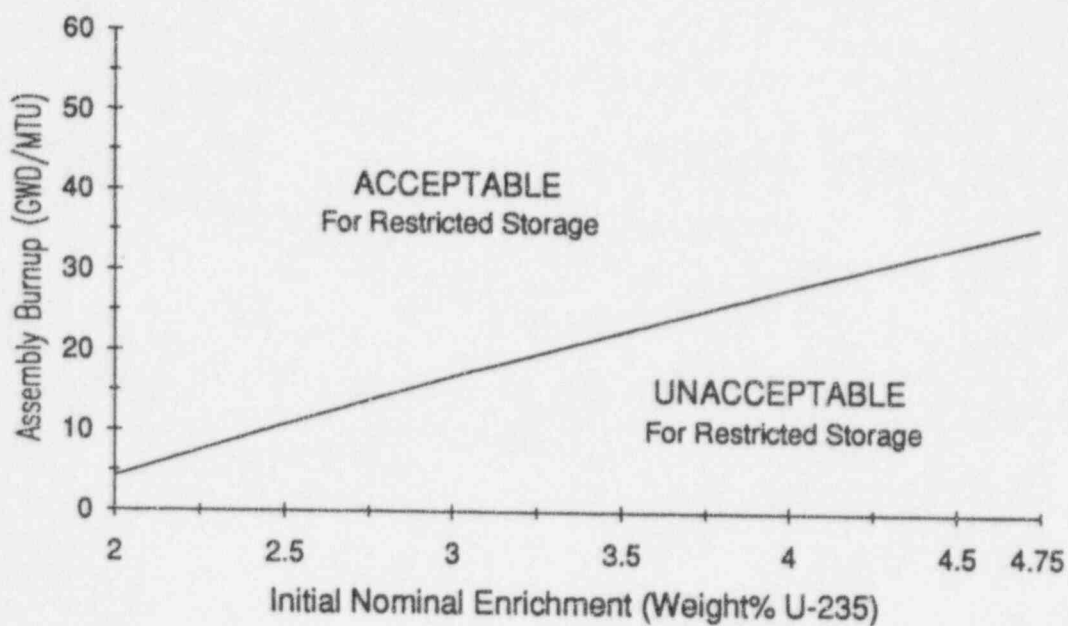 60
50
40
30
20
10
0
Assembly Burnup (GWD/MTU)
ACCEPTABLE
For Restricted Storage
UNACCEPTABLE
For Restricted Storage
2 2.5 3 3.5 4 4.5 4.75
Initial Nominal Enrichment (Weight% U-235)